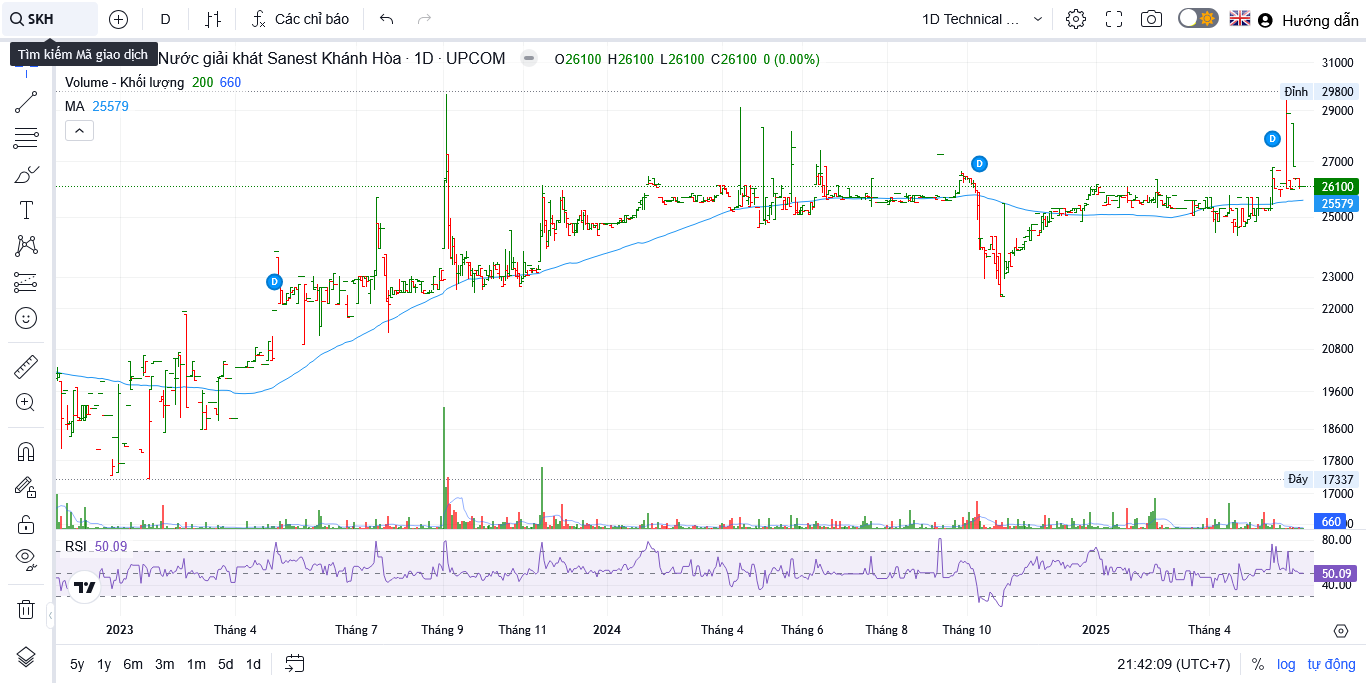 SKH D Các chỉ báo 1D Technical ... Hướng dẫn
Tìm kiếm Mã giao dịch
Nước giải khát Sanest Khánh Hòa · 1D · UPCOM O26100 H26100 L26100 C26100 0 (0.00%)
Volume - Khối lượng 200 660
MA 25579
31000
Đỉnh 29800
29000
D
D
27000
26100
25579
25000
D
23000
22000
20800
19600
18600
17800
Đáy 17337
17000
660
0
RSI 50.09
80.00
50.09
40.00
2023 Tháng 4 Tháng 7 Tháng 9 Tháng 11 2024 Tháng 4 Tháng 6 Tháng 8 Tháng 10 2025 Tháng 4
5y 1y 6m 3m 1m 5d 1d 21:42:09 (UTC+7) % log tự động